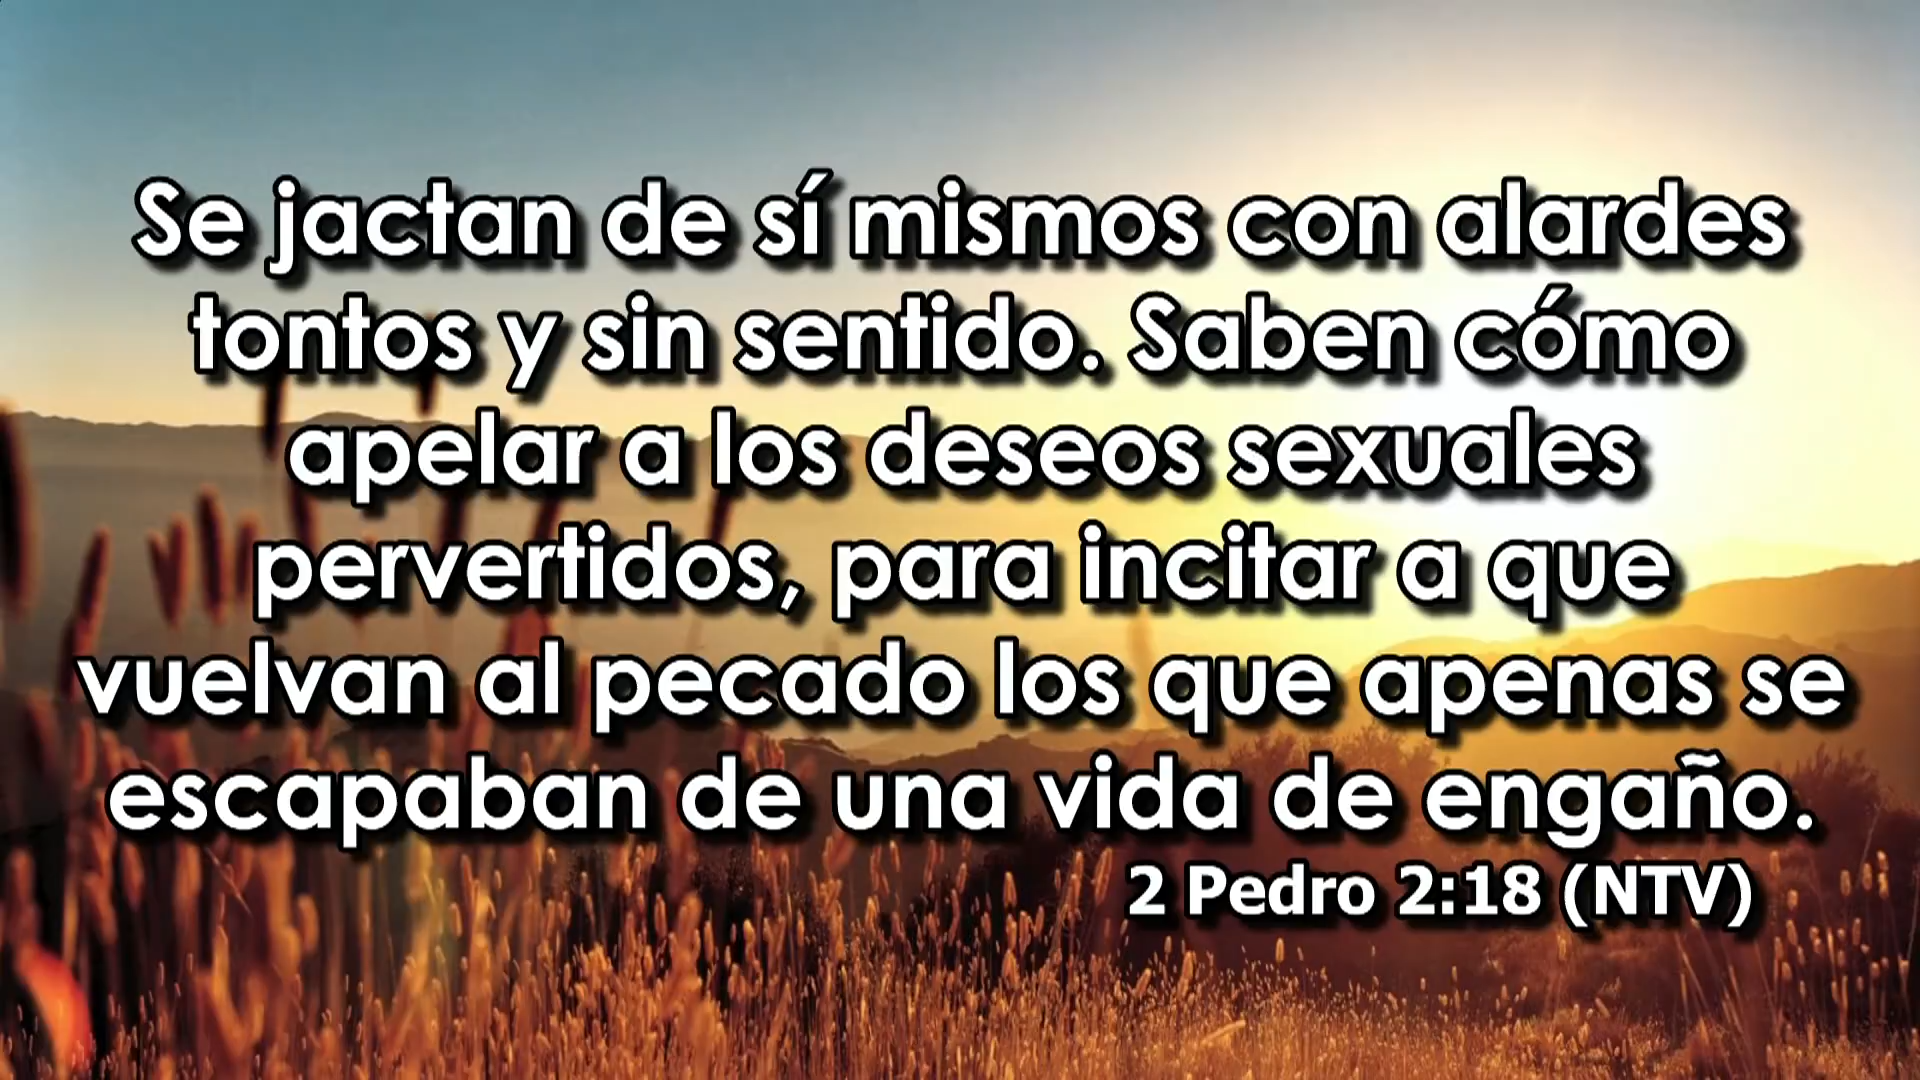 Se jactan de sí mismos con alardes
tontos y sin sentido. Saben cómo
apelar a los deseos sexuales
pervertidos, para incitar a que
vuelvan al pecado los que apenas se
escapaban de una vida de engaño.
2 Pedro 2:18 (NTV)